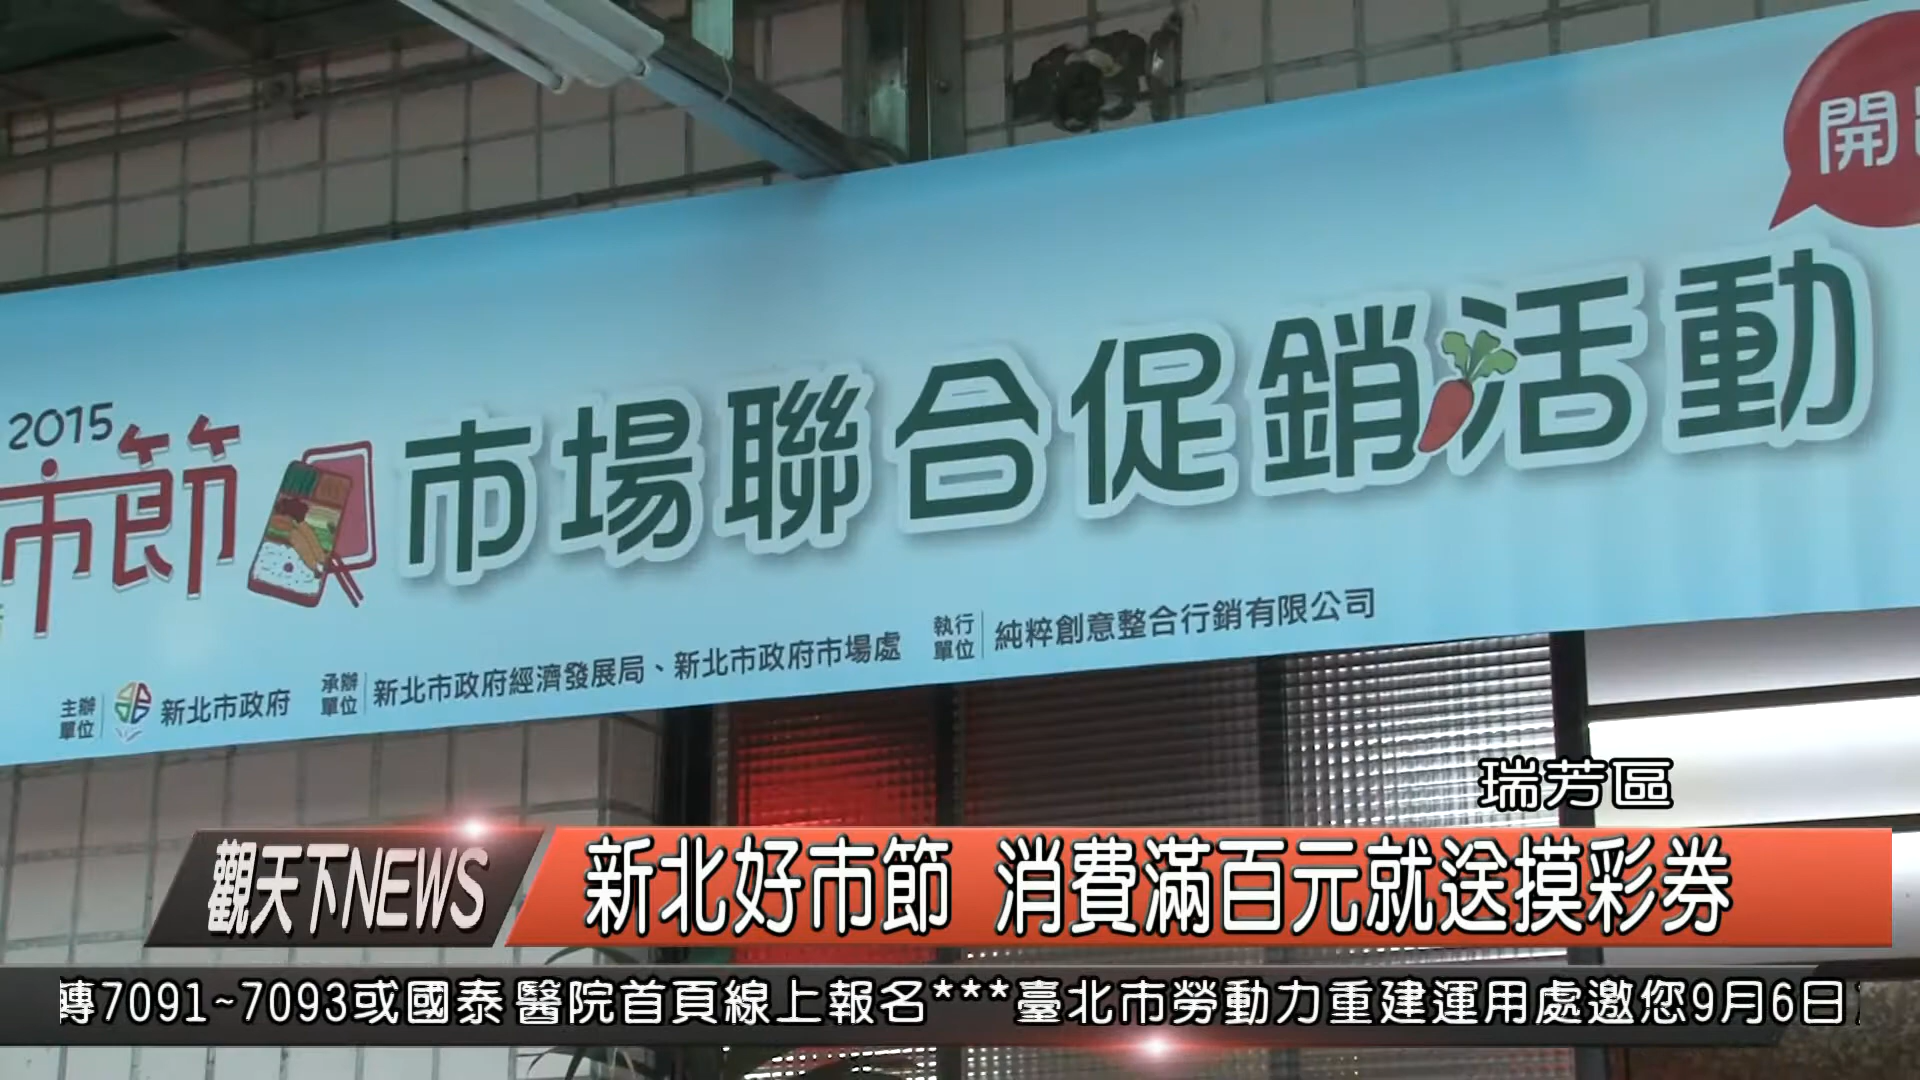 開
2015
市節
市場聯合促銷活動
主辦單位 新北市政府 承辦單位 新北市政府經濟發展局、新北市政府市場處 執行單位 純粹創意整合行銷有限公司
瑞芳區
觀天下NEWS 新北好市節 消費滿百元就送摸彩券
轉7091~7093或國泰醫院首頁線上報名***臺北市勞動力重建運用處邀您9月6日